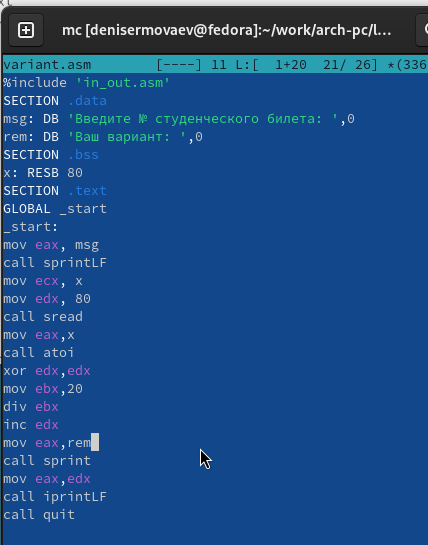 mc [denisermovaev@fedora]:~/work/arch-pc/l...
variant.asm [----] 11 L:[ 1+20 21/ 26] *(336
%include 'in_out.asm'
SECTION .data
msg: DB 'Введите № студенческого билета: ',0
rem: DB 'Ваш вариант: ',0
SECTION .bss
x: RESB 80
SECTION .text
GLOBAL _start
_start:
mov eax, msg
call sprintLF
mov ecx, x
mov edx, 80
call sread
mov eax,x
call atoi
xor edx,edx
mov ebx,20
div ebx
inc edx
mov eax,rem
call sprint
mov eax,edx
call iprintLF
call quit